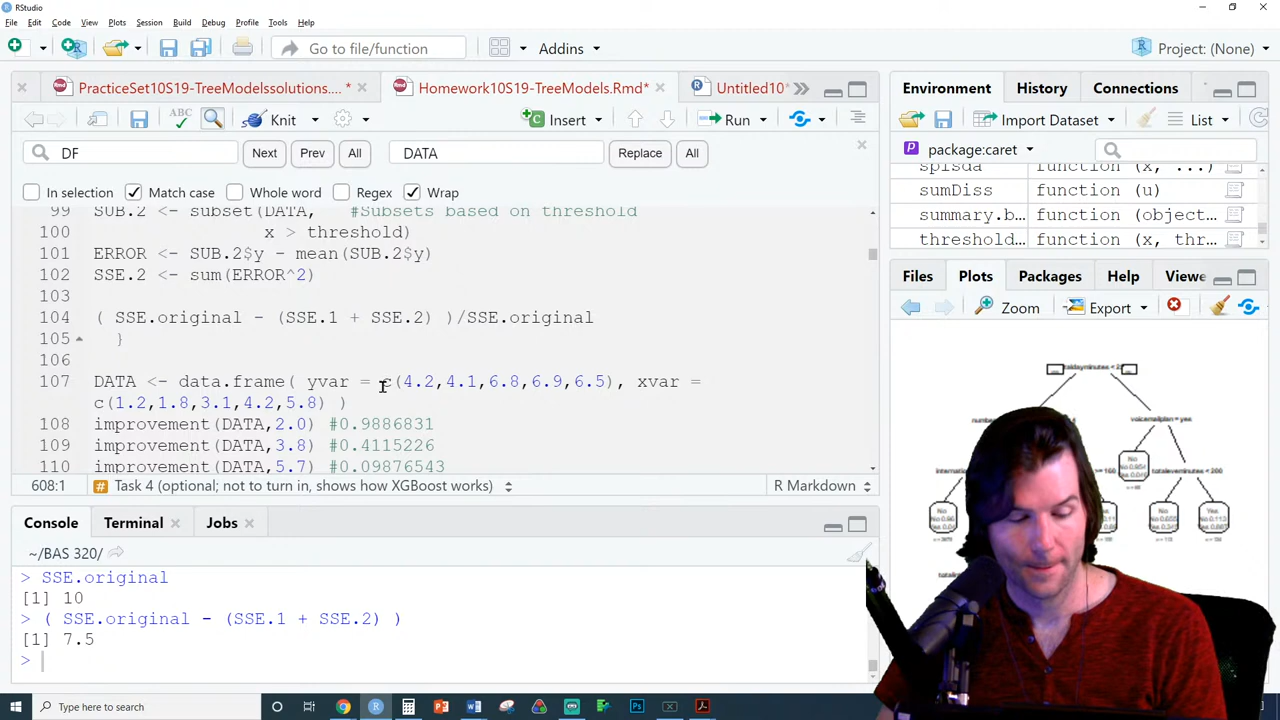 RStudio
File Edit Code View Plots Session Build Debug Profile Tools Help
Go to file/function Addins Project: (None)
PracticeSet10S19-TreeModelssolutions.... * Homework10S19-TreeModels.Rmd* Untitled10*
Knit Insert Run
DF Next Prev All DATA Replace All
In selection Match case Whole word Regex Wrap
99 SUB.2 <- subset(DATA, #Subsets based on threshold
100 x > threshold)
101 ERROR <- SUB.2$y - mean(SUB.2$y)
102 SSE.2 <- sum(ERROR^2)
103
104 ( SSE.original - (SSE.1 + SSE.2) )/SSE.original
105 }
106
107 DATA <- data.frame( yvar = c(4.2,4.1,6.8,6.9,6.5), xvar =
c(1.2,1.8,3.1,4.2,5.8) )
108 improvement(DATA,2.0) #0.9886831
109 improvement(DATA,3.8) #0.4115226
110 improvement(DATA,5.7) #0.09876543
608:1 # Task 4 (optional; not to turn in, shows how XGBoost works) R Markdown
Console Terminal Jobs
~/BAS 320/
> SSE.original
[1] 10
> ( SSE.original - (SSE.1 + SSE.2) )
[1] 7.5
>
Environment History Connections
Import Dataset List
package:caret
splsda function (x, ...)
sumDiss function (u)
summary.b... function (object...
threshold... function (x, thr...
Files Plots Packages Help Viewe
Zoom Export
voicemailplan = yes
totaleveminutes < 200
Type here to search